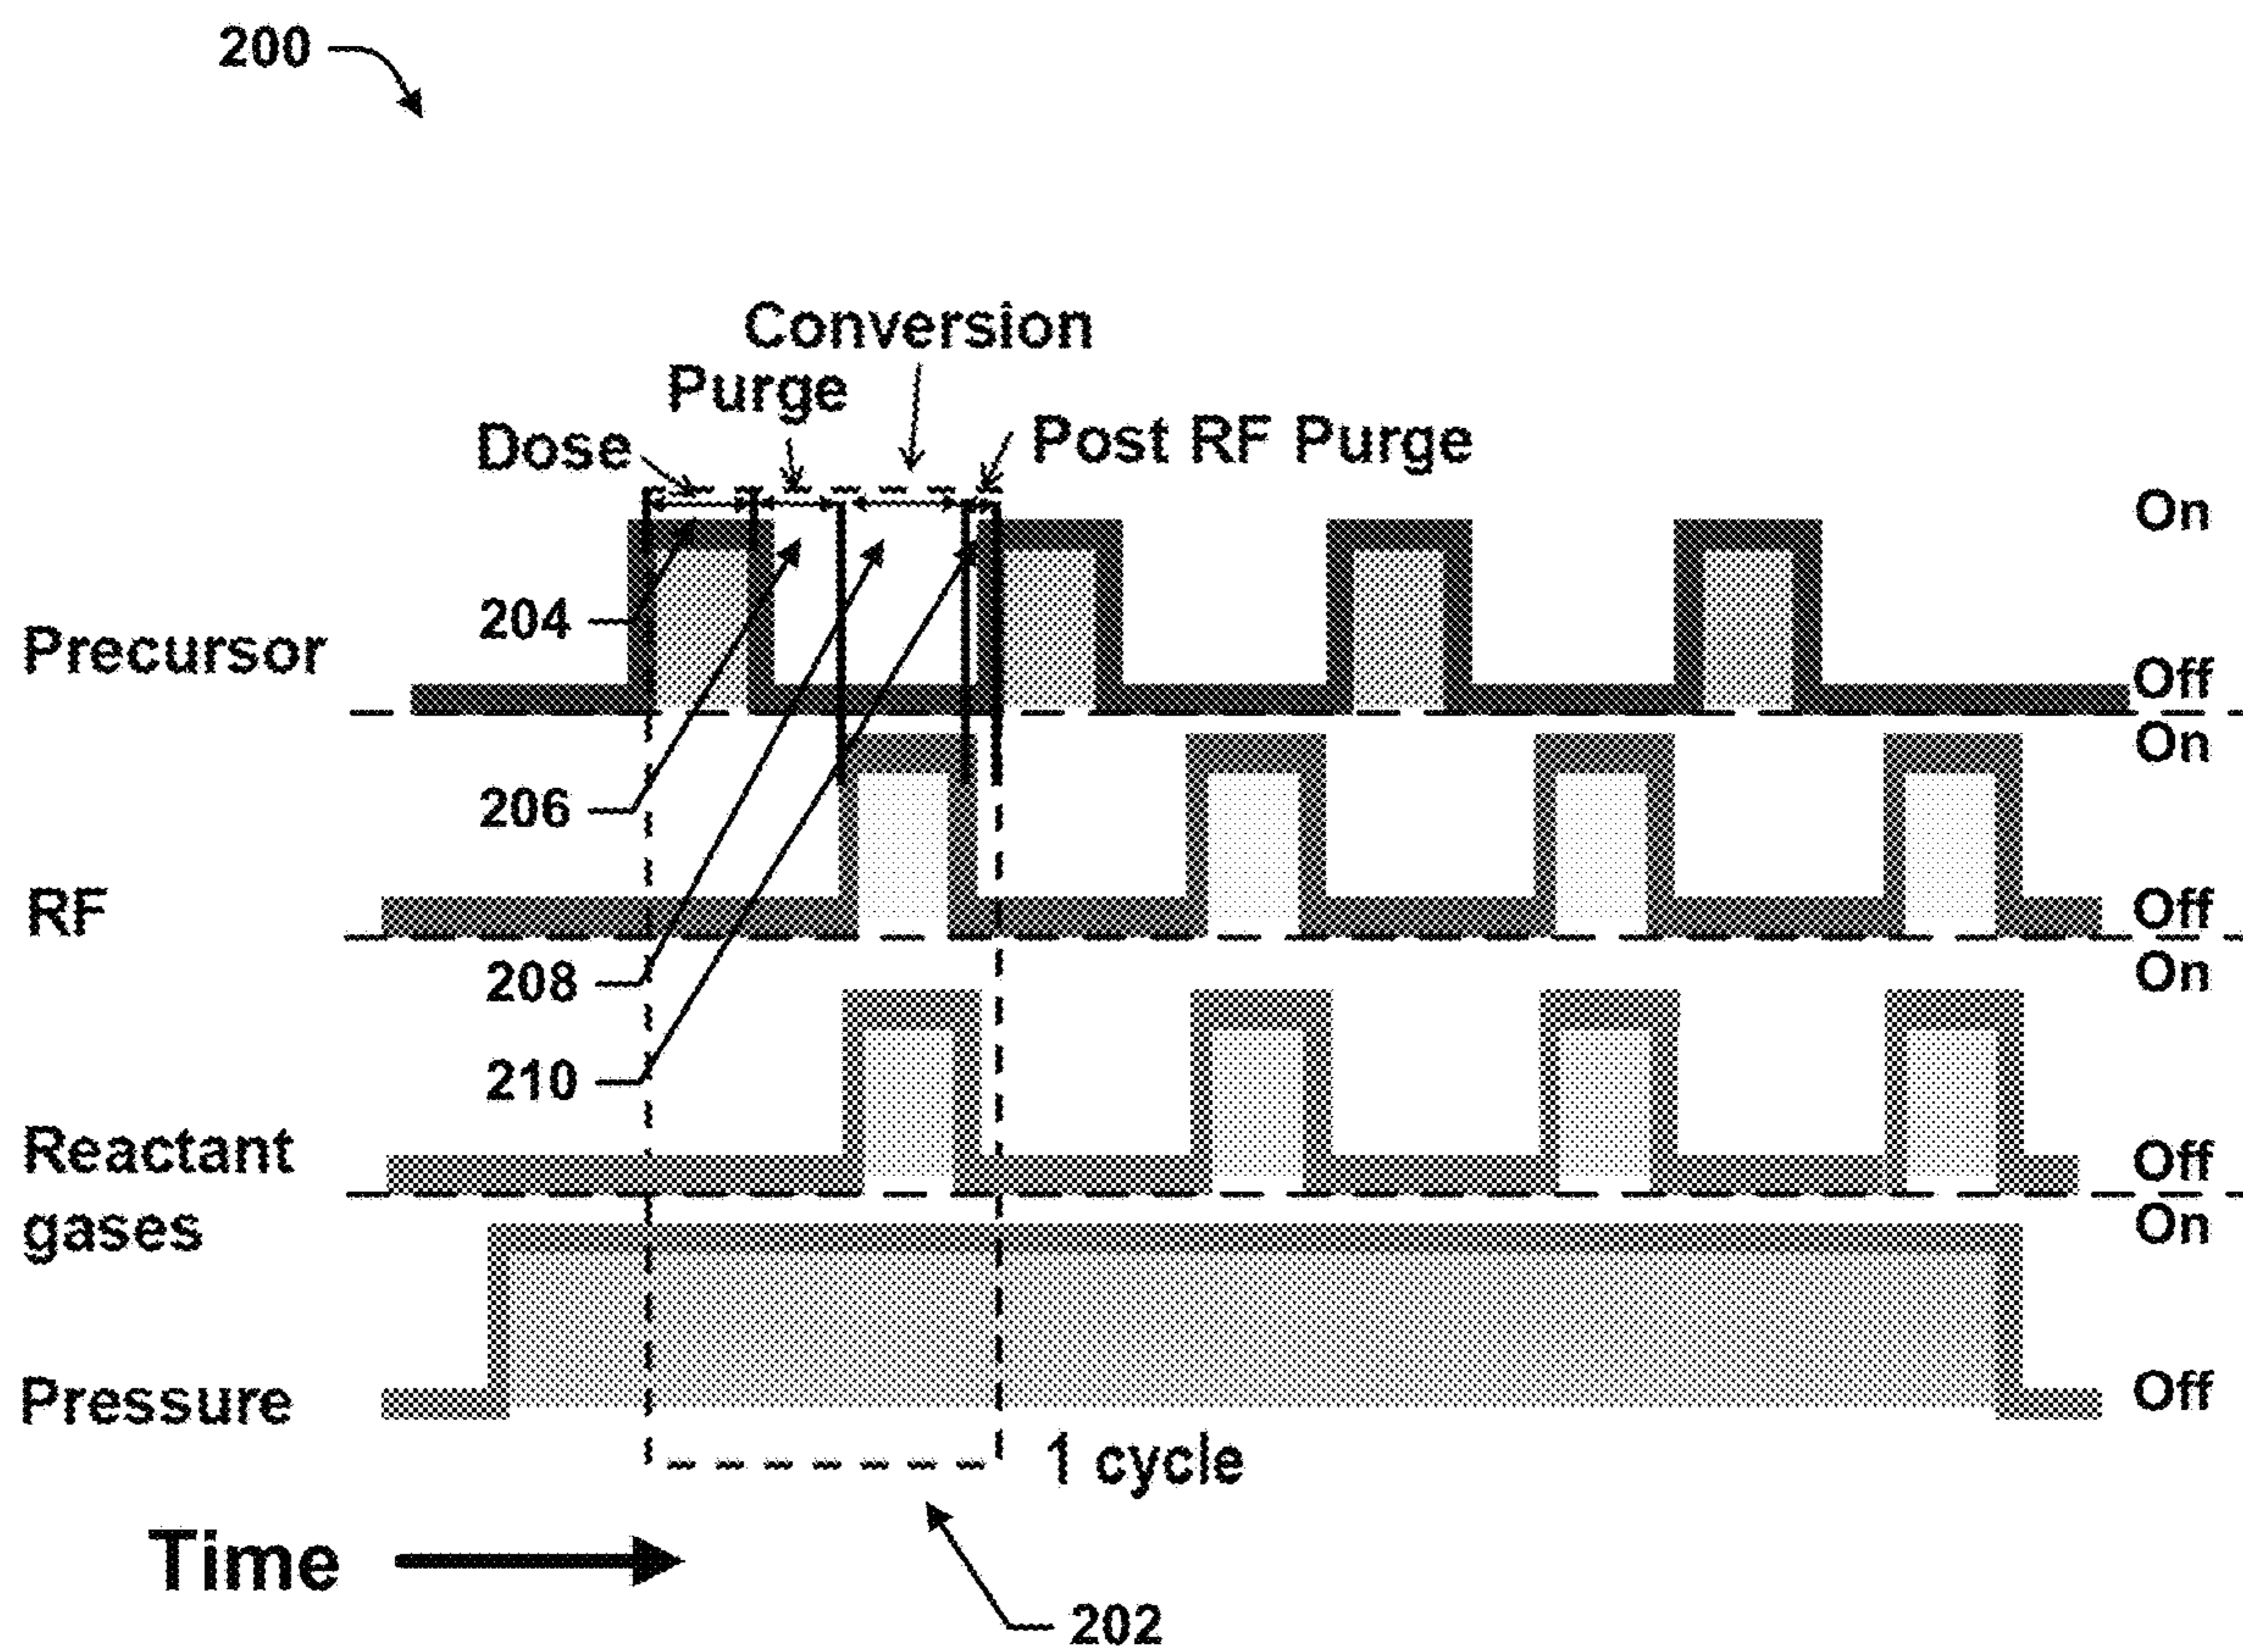 200
Conversion
Purge
Dose
Post RF Purge
On
204
Precursor
Off
On
206
RF
Off
On
208
210
Reactant
gases
Off
On
Pressure
Off
1 cycle
Time
202